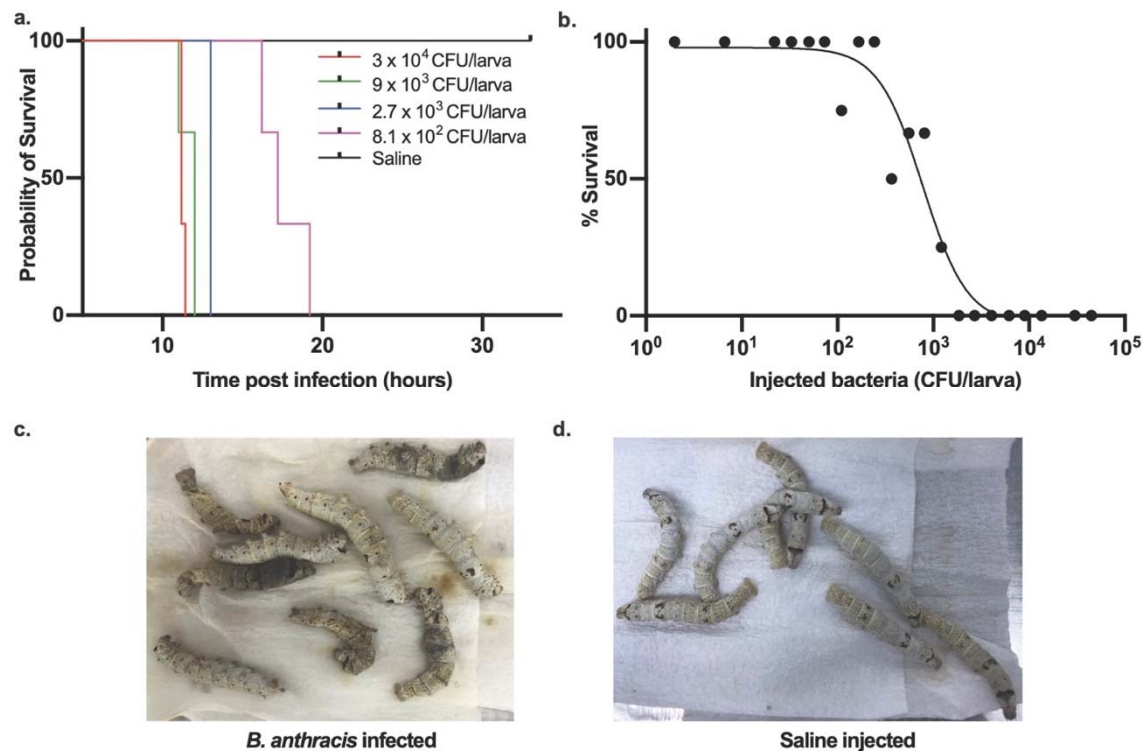 a.
Probability of Survival
100
50
0
3 x 10⁴ CFU/larva
9 x 10³ CFU/larva
2.7 x 10³ CFU/larva
8.1 x 10² CFU/larva
Saline
10
20
30
Time post infection (hours)
b.
% Survival
100
50
0
10⁰
10¹
10²
10³
10⁴
10⁵
Injected bacteria (CFU/larva)
c.
B. anthracis infected
d.
Saline injected